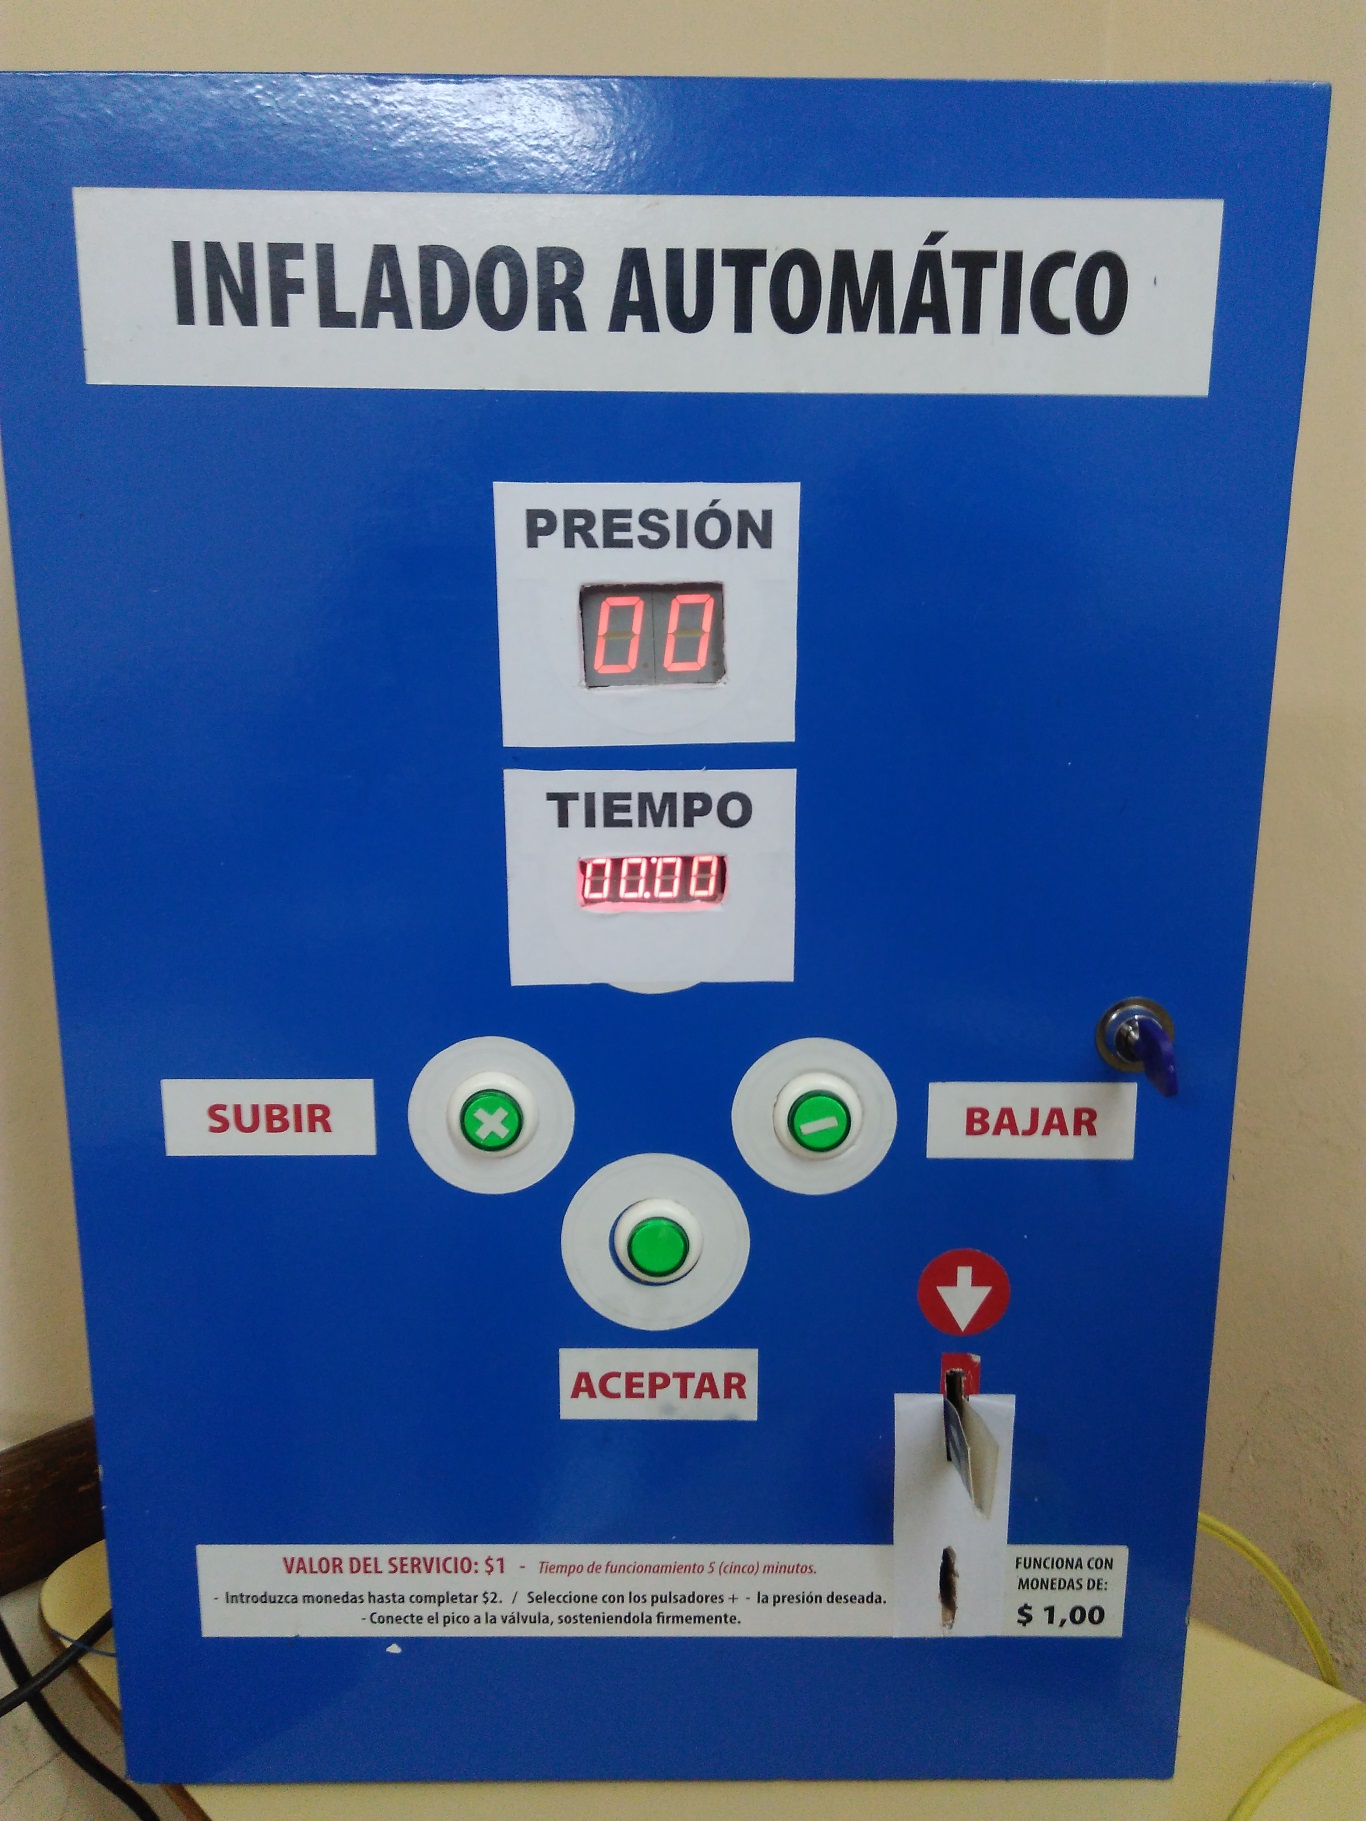 INFLADOR AUTOMÁTICO
PRESIÓN
00
TIEMPO
00:00
SUBIR
BAJAR
ACEPTAR
VALOR DEL SERVICIO: $1 - Tiempo de funcionamiento 5 (cinco) minutos.
- Introduzca monedas hasta completar $2. / Seleccione con los pulsadores + - la presión deseada.
- Conecte el pico a la válvula, sosteniendola firmemente.
FUNCIONA CON
MONEDAS DE:
$ 1,00